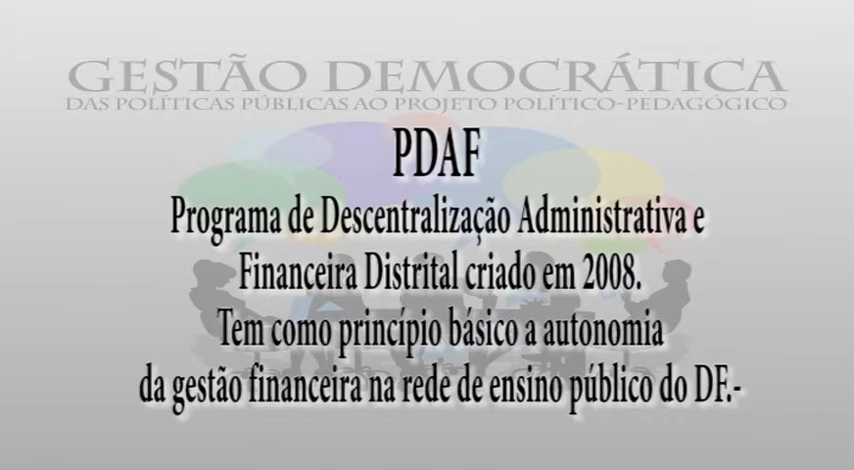 GESTÃO DEMOCRÁTICA
DAS POLÍTICAS PÚBLICAS AO PROJETO POLÍTICO-PEDAGÓGICO
PDAF
Programa de Descentralização Administrativa e
Financeira Distrital criado em 2008.
Tem como princípio básico a autonomia
da gestão financeira na rede de ensino público do DF.-